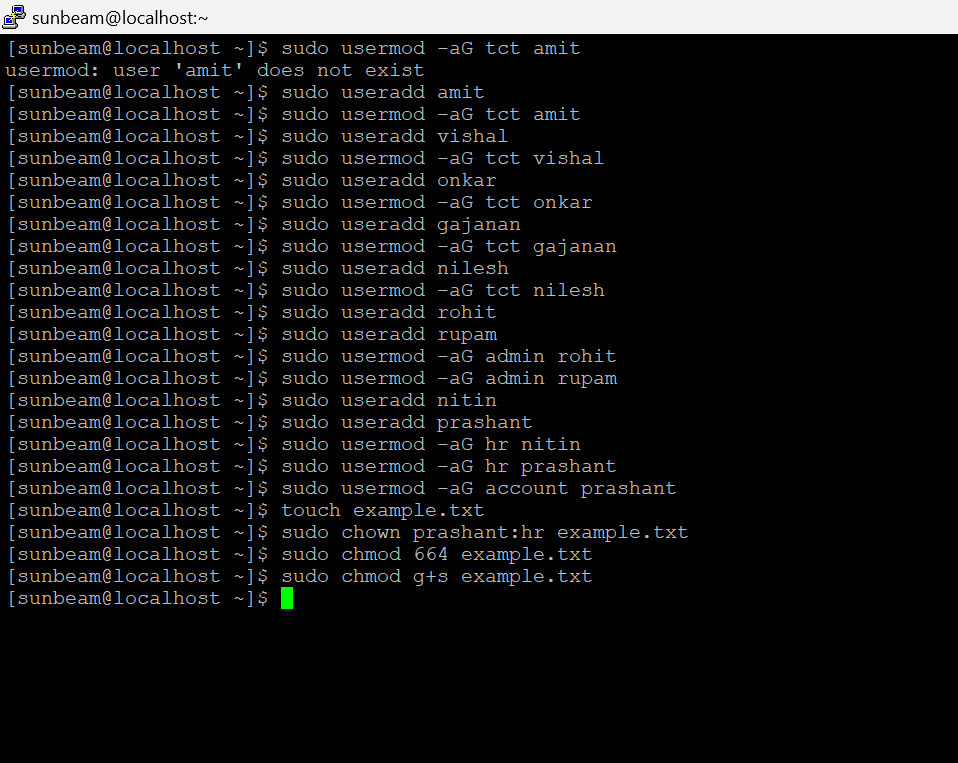 sunbeam@localhost:~
[sunbeam@localhost ~]$ sudo usermod -aG tct amit
usermod: user 'amit' does not exist
[sunbeam@localhost ~]$ sudo useradd amit
[sunbeam@localhost ~]$ sudo usermod -aG tct amit
[sunbeam@localhost ~]$ sudo useradd vishal
[sunbeam@localhost ~]$ sudo usermod -aG tct vishal
[sunbeam@localhost ~]$ sudo useradd onkar
[sunbeam@localhost ~]$ sudo usermod -aG tct onkar
[sunbeam@localhost ~]$ sudo useradd gajanan
[sunbeam@localhost ~]$ sudo usermod -aG tct gajanan
[sunbeam@localhost ~]$ sudo useradd nilesh
[sunbeam@localhost ~]$ sudo usermod -aG tct nilesh
[sunbeam@localhost ~]$ sudo useradd rohit
[sunbeam@localhost ~]$ sudo useradd rupam
[sunbeam@localhost ~]$ sudo usermod -aG admin rohit
[sunbeam@localhost ~]$ sudo usermod -aG admin rupam
[sunbeam@localhost ~]$ sudo useradd nitin
[sunbeam@localhost ~]$ sudo useradd prashant
[sunbeam@localhost ~]$ sudo usermod -aG hr nitin
[sunbeam@localhost ~]$ sudo usermod -aG hr prashant
[sunbeam@localhost ~]$ sudo usermod -aG account prashant
[sunbeam@localhost ~]$ touch example.txt
[sunbeam@localhost ~]$ sudo chown prashant:hr example.txt
[sunbeam@localhost ~]$ sudo chmod 664 example.txt
[sunbeam@localhost ~]$ sudo chmod g+s example.txt
[sunbeam@localhost ~]$